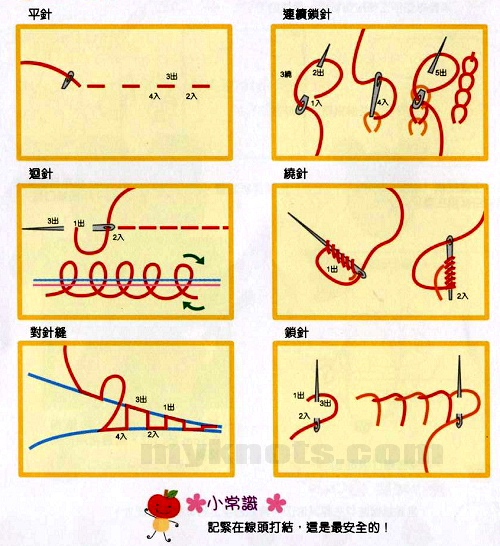 平針
3出
4入
2入
連續鎖針
3繞
2出
1入
4入
5出
迴針
3出
1出
2入
繞針
1出
2入
對針縫
3出
1出
4入
2入
鎖針
1出
3出
2入
myknots.com
小常識
記緊在線頭打結，還是最安全的！